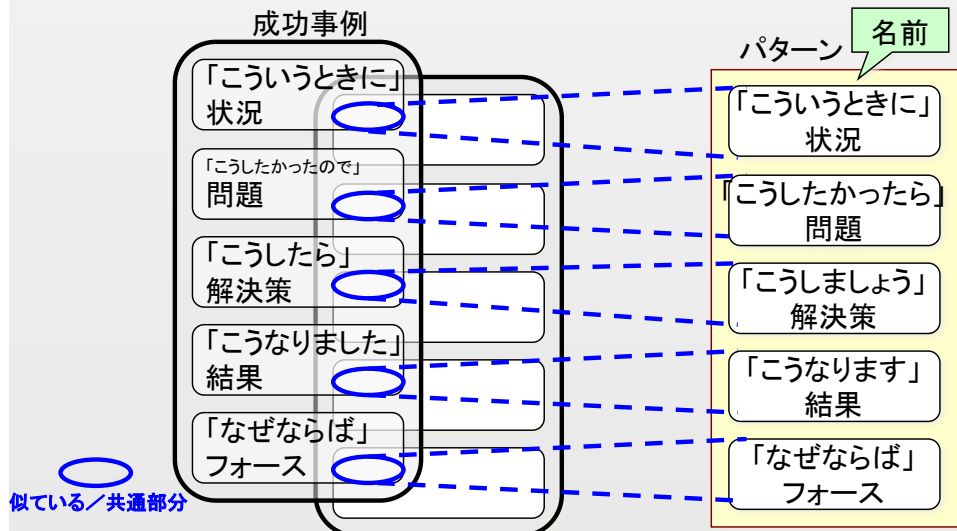 成功事例
「こういうときに」
状況
「こうしたかったので」
問題
「こうしたら」
解決策
「こうなりました」
結果
「なぜならば」
フォース
似ている／共通部分
パターン
名前
「こういうときに」
状況
「こうしたかったら」
問題
「こうしましょう」
解決策
「こうなります」
結果
「なぜならば」
フォース